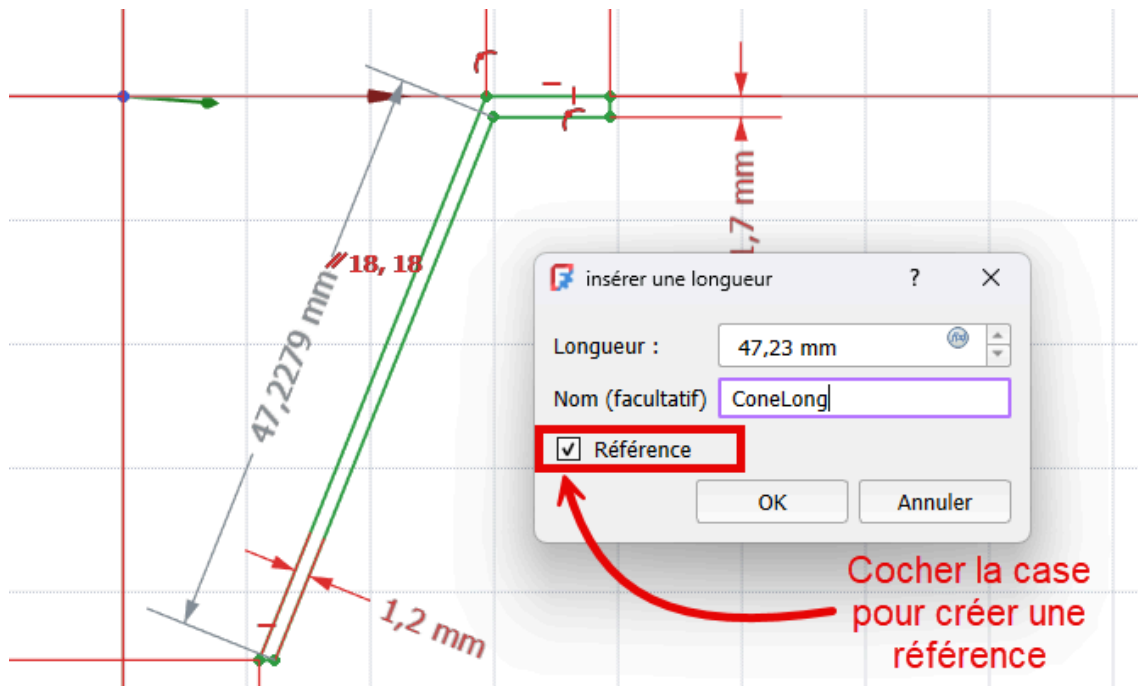 1,7 mm
18, 18
47,2279 mm
insérer une longueur ? X
Longueur : 47,23 mm
Nom (facultatif) ConeLong
Référence
OK Annuler
1,2 mm
Cocher la case
pour créer une
référence